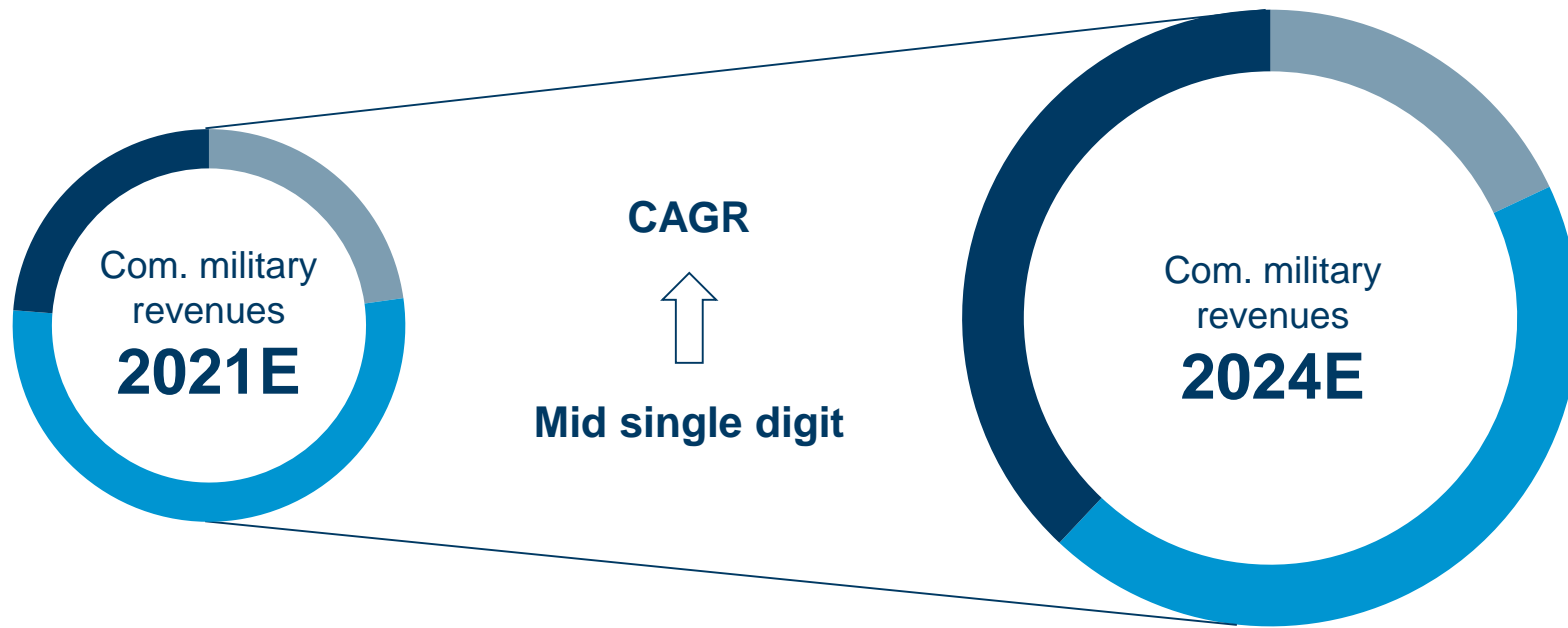 Com. military
revenues
2021E
CAGR
Mid single digit
Com. military
revenues
2024E